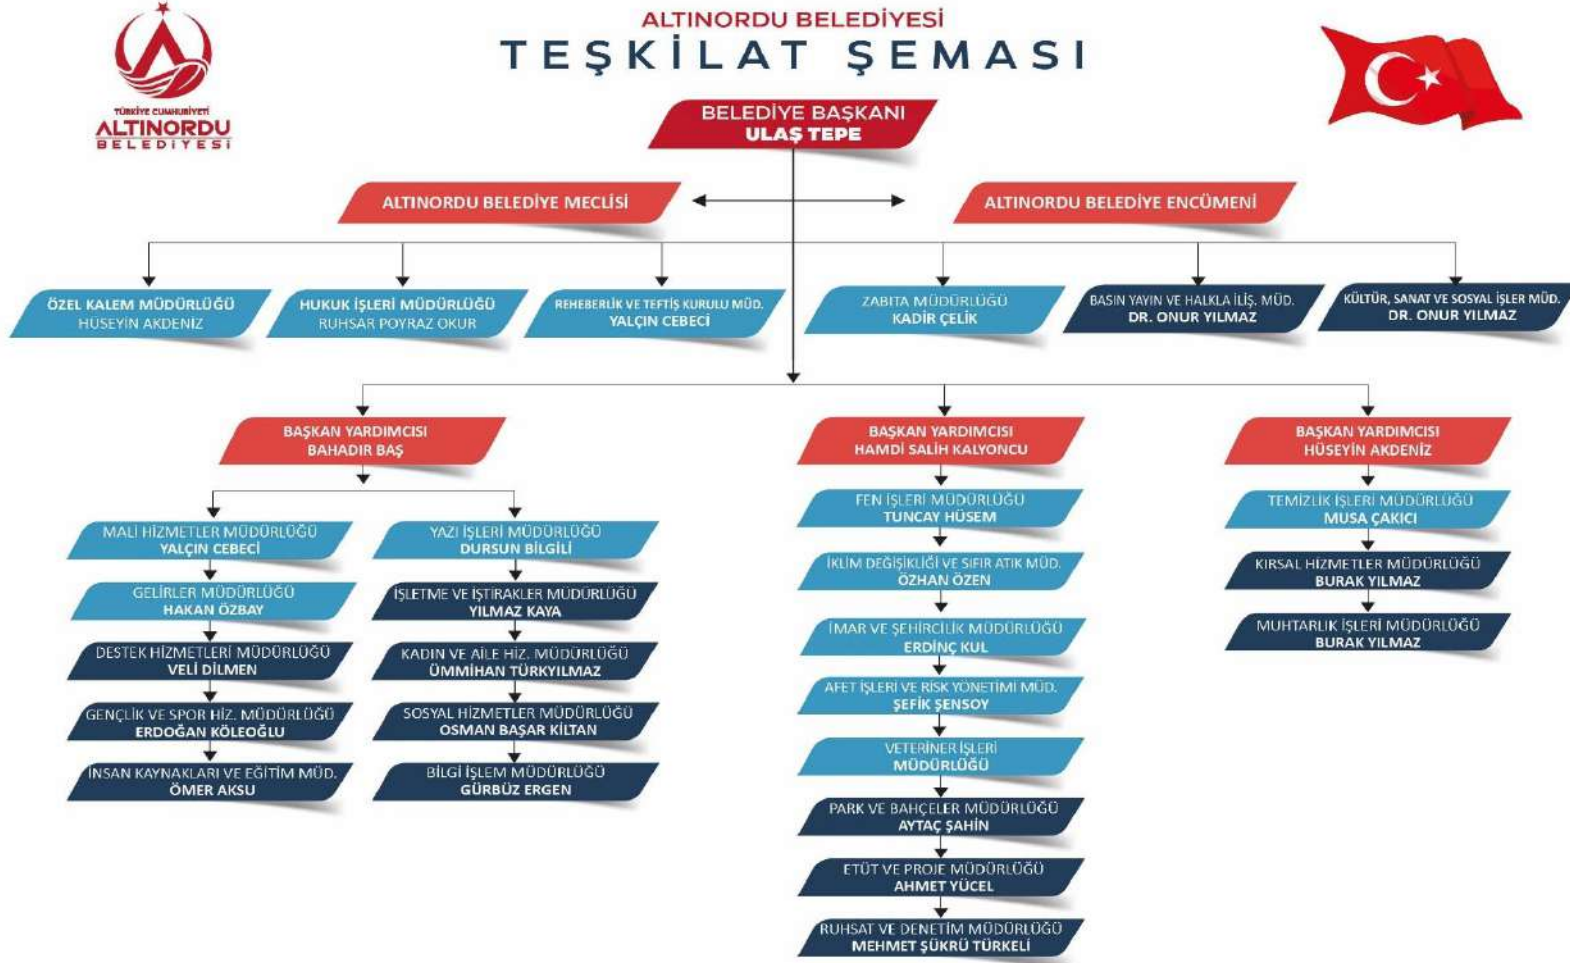 TÜRKİYE CUMHURİYETİ
ALTINORDU
BELEDİYESİ
ALTINORDU BELEDİYESİ
TEŞKİLAT ŞEMASI
BELEDİYE BAŞKANI
ULAŞ TEPE
ALTINORDU BELEDİYE MECLİSİ
ALTINORDU BELEDİYE ENCÜMENİ
ÖZEL KALEM MÜDÜRLÜĞÜ
HÜSEYİN AKDENİZ
HUKUK İŞLERİ MÜDÜRLÜĞÜ
RUHSAR POYRAZ OKUR
REHEBERLİK VE TEFTİŞ KURULU MÜD.
YALÇIN CEBECİ
ZABITA MÜDÜRLÜĞÜ
KADİR ÇELİK
BASIN YAYIN VE HALKLA İLİŞ. MÜD.
DR. ONUR YILMAZ
KÜLTÜR, SANAT VE SOSYAL İŞLER MÜD.
DR. ONUR YILMAZ
BAŞKAN YARDIMCISI
BAHADIR BAŞ
MALİ HİZMETLER MÜDÜRLÜĞÜ
YALÇIN CEBECİ
GELİRLER MÜDÜRLÜĞÜ
HAKAN ÖZBAY
DESTEK HİZMETLERİ MÜDÜRLÜĞÜ
VELİ DİLMEN
GENÇLİK VE SPOR HİZ. MÜDÜRLÜĞÜ
ERDOĞAN KÖLEOĞLU
İNSAN KAYNAKLARI VE EĞİTİM MÜD.
ÖMER AKSU
YAZI İŞLERİ MÜDÜRLÜĞÜ
DURSUN BİLGİLİ
İŞLETME VE İŞTİRAKLER MÜDÜRLÜĞÜ
YILMAZ KAYA
KADIN VE AİLE HİZ. MÜDÜRLÜĞÜ
ÜMMİHAN TÜRKYILMAZ
SOSYAL HİZMETLER MÜDÜRLÜĞÜ
OSMAN BAŞAR KİLTAN
BİLGİ İŞLEM MÜDÜRLÜĞÜ
GÜRBÜZ ERGEN
BAŞKAN YARDIMCISI
HAMDİ SALİH KALYONCU
FEN İŞLERİ MÜDÜRLÜĞÜ
TUNCAY HÜSEM
İKLİM DEĞİŞİKLİĞİ VE SIFIR ATIK MÜD.
ÖZHAN ÖZEN
İMAR VE ŞEHİRCİLİK MÜDÜRLÜĞÜ
ERDİNÇ KUL
AFET İŞLERİ VE RİSK YÖNETİMİ MÜD.
ŞEFİK ŞENSOY
VETERİNER İŞLERİ
MÜDÜRLÜĞÜ
PARK VE BAHÇELER MÜDÜRLÜĞÜ
AYTAÇ ŞAHİN
ETÜT VE PROJE MÜDÜRLÜĞÜ
AHMET YÜCEL
RUHSAT VE DENETİM MÜDÜRLÜĞÜ
MEHMET ŞÜKRÜ TÜRKELİ
BAŞKAN YARDIMCISI
HÜSEYİN AKDENİZ
TEMİZLİK İŞLERİ MÜDÜRLÜĞÜ
MUSA ÇAKICI
KIRSAL HİZMETLER MÜDÜRLÜĞÜ
BURAK YILMAZ
MUHTARLIK İŞLERİ MÜDÜRLÜĞÜ
BURAK YILMAZ